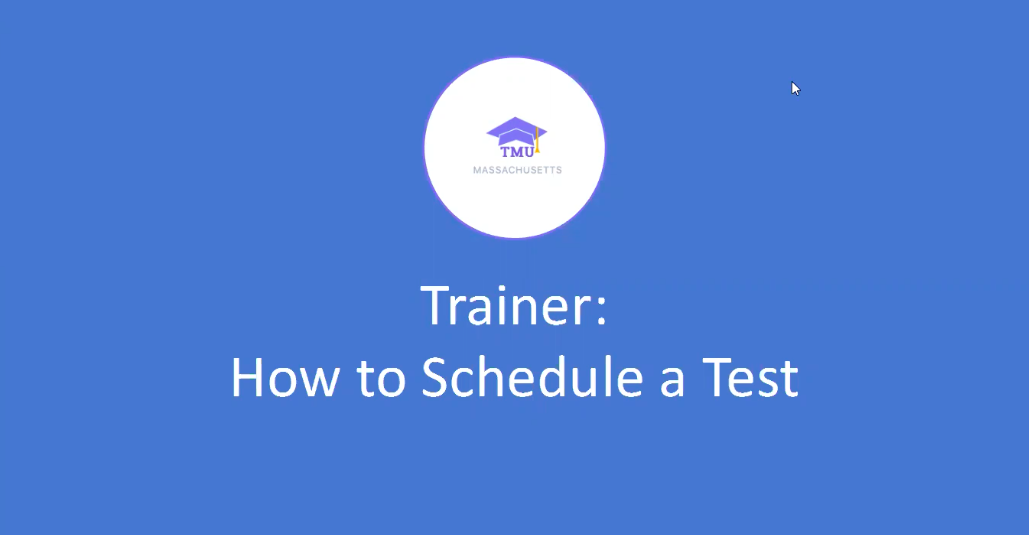 TMU
MASSACHUSETTS
Trainer:
How to Schedule a Test